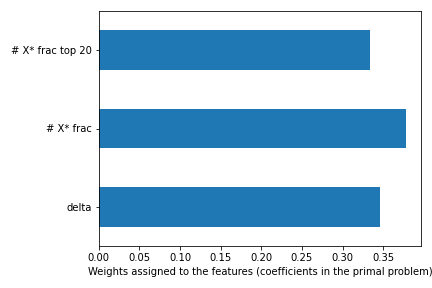 # X* frac top 20
# X* frac
delta
0.00 0.05 0.10 0.15 0.20 0.25 0.30 0.35
Weights assigned to the features (coefficients in the primal problem)